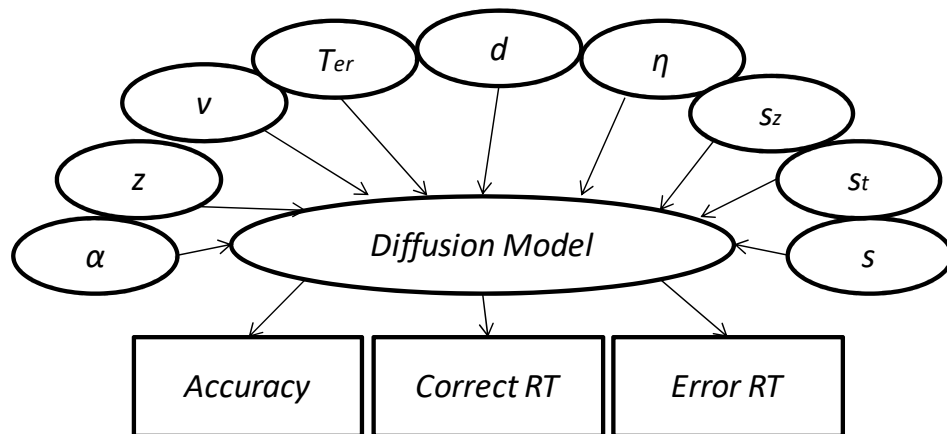 d
Ter
η
ν
sz
z
st
α
s
Diffusion Model
Accuracy
Correct RT
Error RT